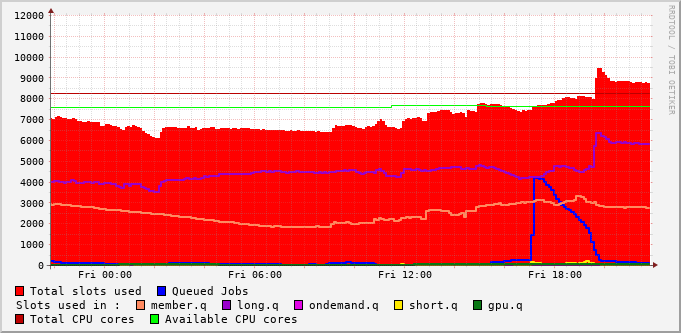 12000
11000
10000
9000
8000
7000
6000
5000
4000
3000
2000
1000
0
Fri 00:00 Fri 06:00 Fri 12:00 Fri 18:00
RRDTOOL / TOBI OETIKER
Total slots used Queued Jobs
Slots used in : member.q long.q ondemand.q short.q gpu.q
Total CPU cores Available CPU cores